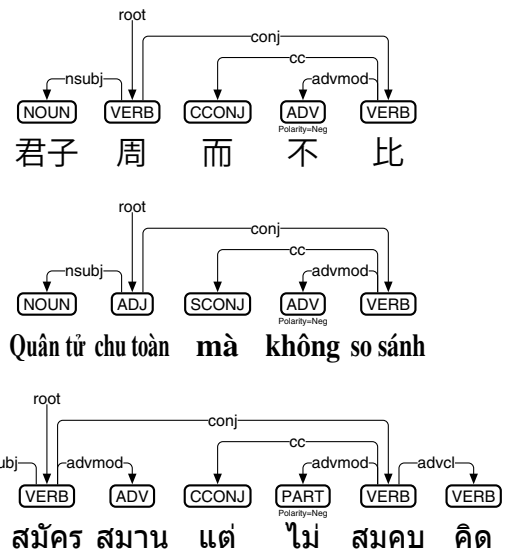 root
conj
cc
nsubj advmod
NOUN VERB CCONJ ADV VERB
Polarity=Neg
君子 周 而 不 比
root
conj
cc
nsubj advmod
NOUN ADJ SCONJ ADV VERB
Polarity=Neg
Quân tử chu toàn mà không so sánh
root
conj
cc
ubj advmod advmod advcl
VERB ADV CCONJ PART VERB VERB
Polarity=Neg
สมัคร สมาน แต่ ไม่ สมคบ คิด